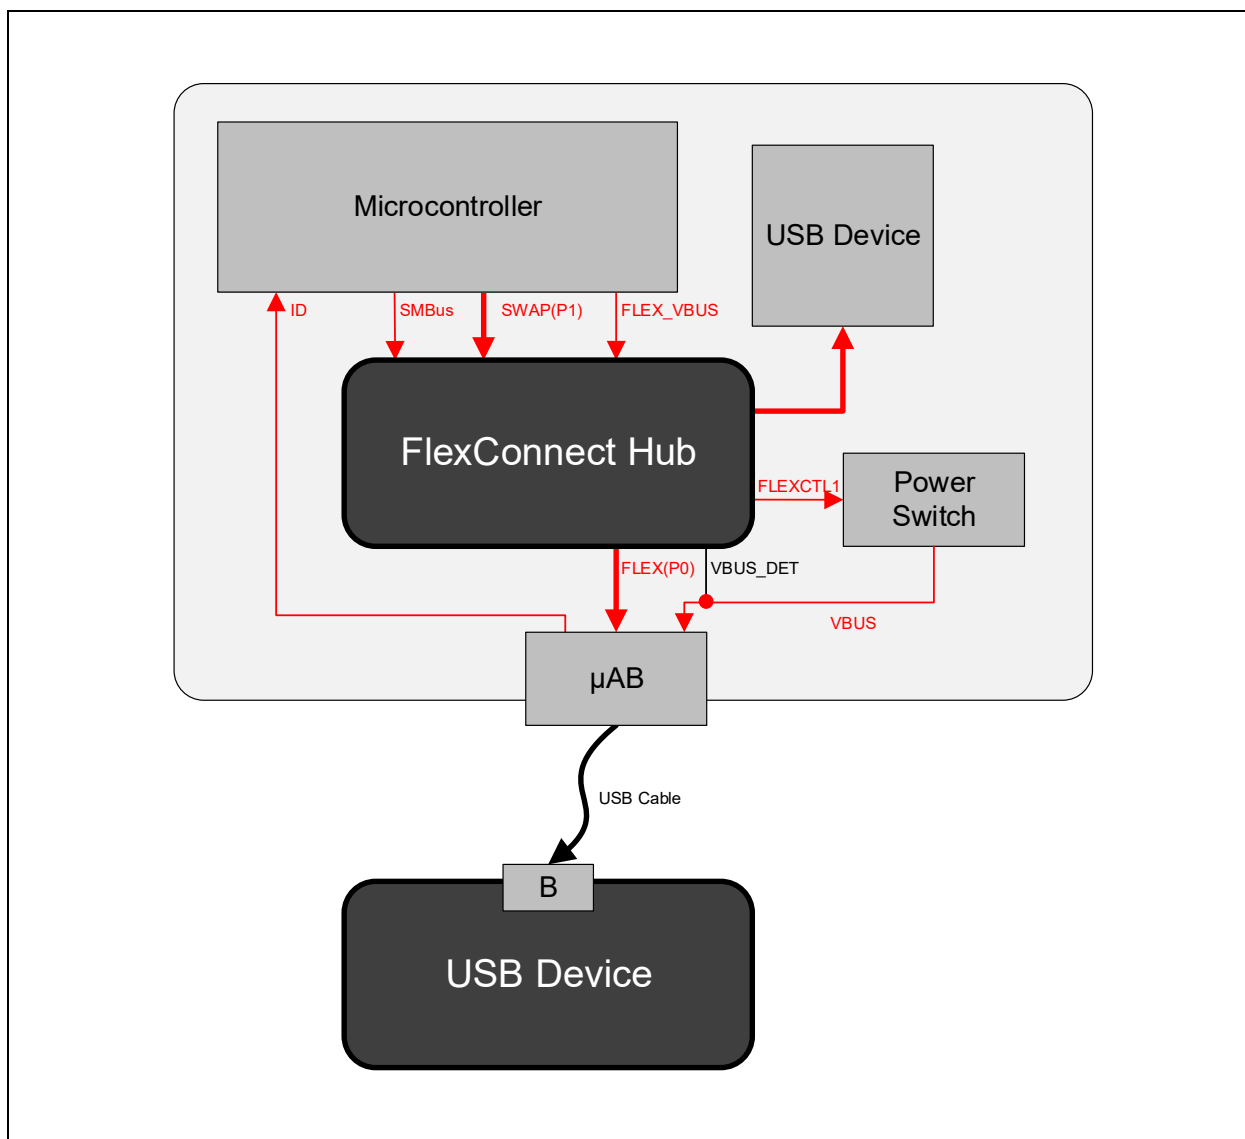 Microcontroller
USB Device
ID
SMBus
SWAP(P1)
FLEX_VBUS
FlexConnect Hub
FLEXCTL1
Power
Switch
FLEX(P0)
VBUS_DET
VBUS
µAB
USB Cable
B
USB Device